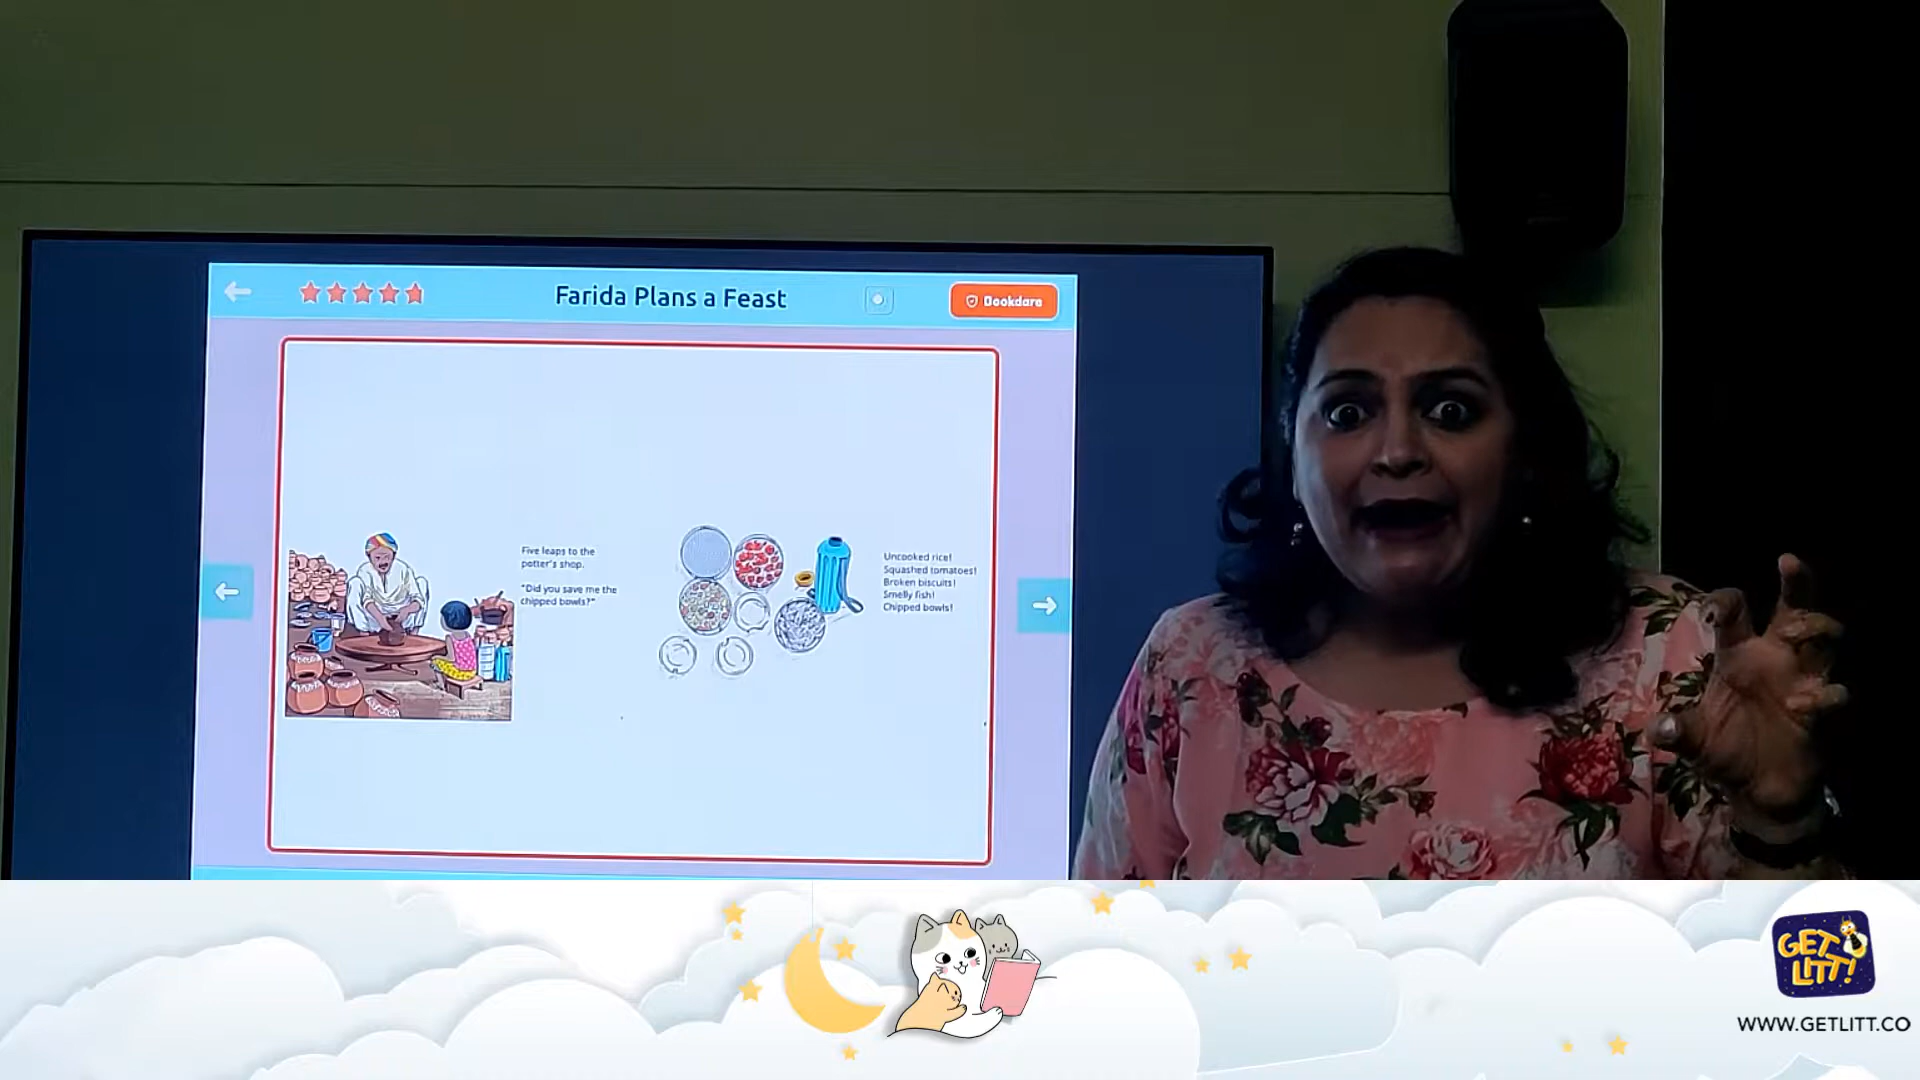 Farida Plans a Feast
Bookdare
Five leaps to the
potter's shop.
"Did you save me the
chipped bowls?"
Uncooked rice!
Squashed tomatoes!
Broken biscuits!
Smelly fish!
Chipped bowls!
GET
LITT!
WWW.GETLITT.CO